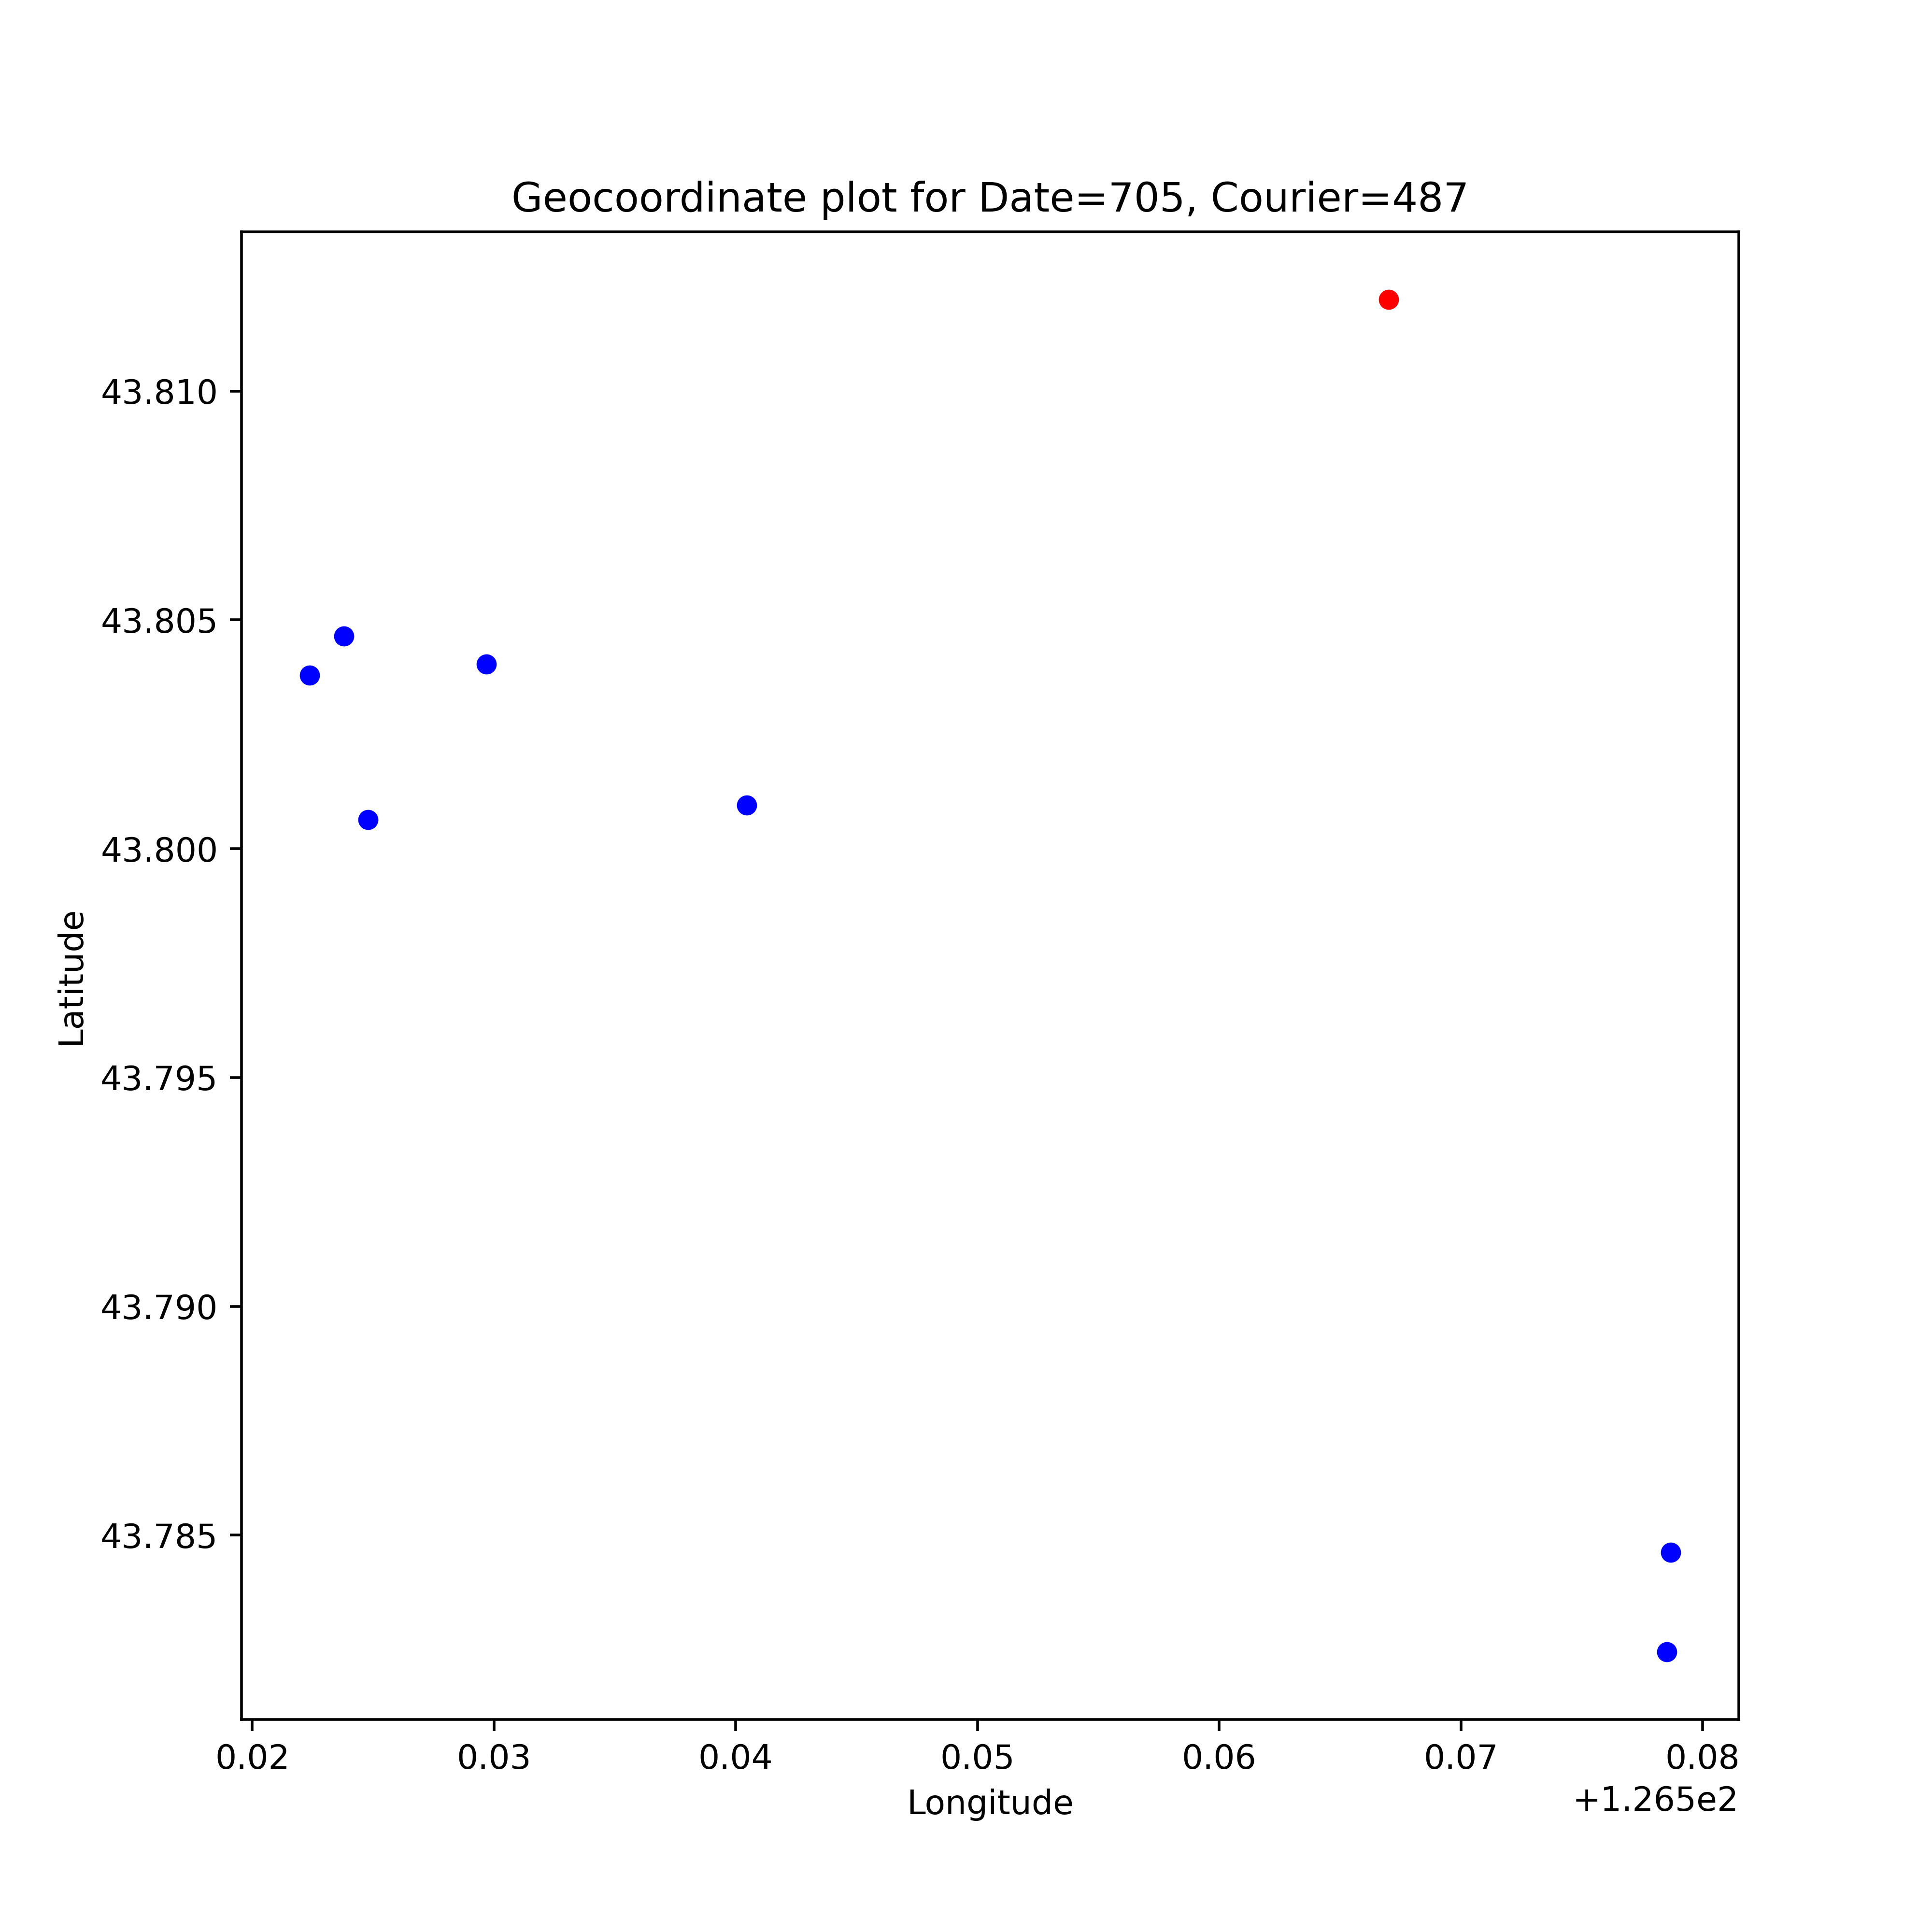 Geocoordinate plot for Date=705, Courier=487
43.810
43.805
43.800
43.795
43.790
43.785
Latitude
0.02 0.03 0.04 0.05 0.06 0.07 0.08
+1.265e2
Longitude